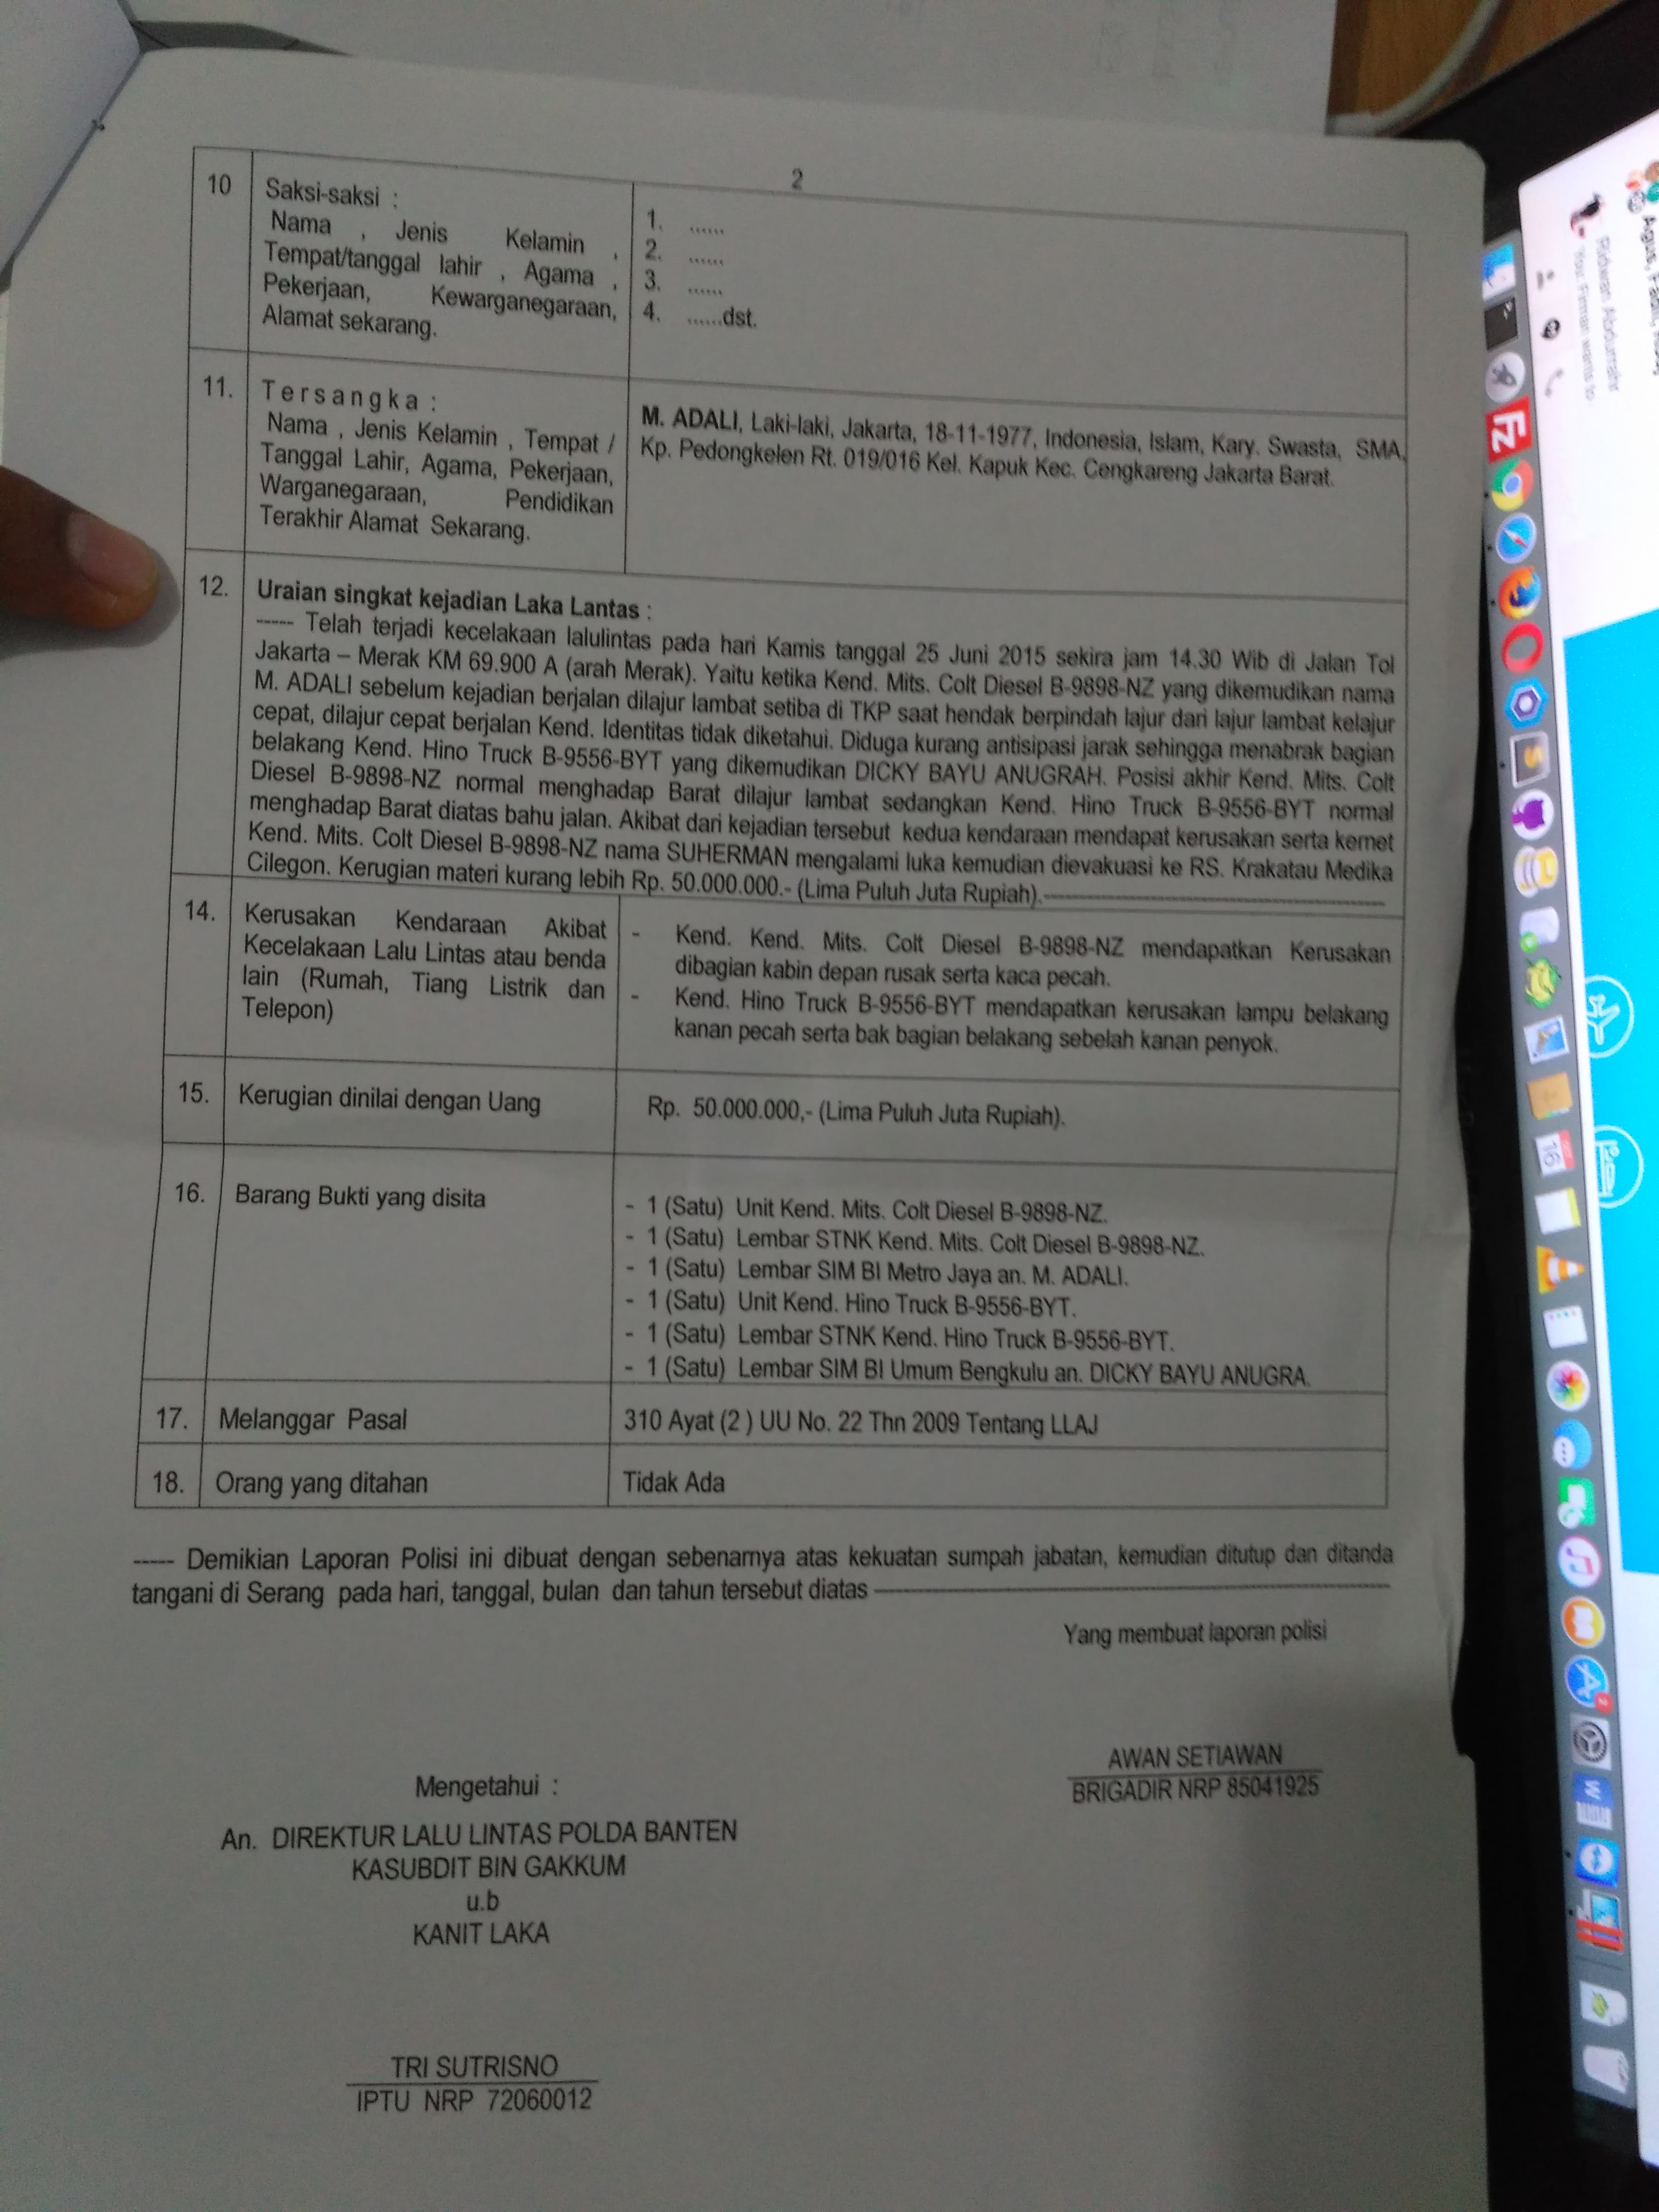 2
10 Saksi-saksi :
Nama , Jenis Kelamin ,
Tempat/tanggal lahir , Agama ,
Pekerjaan, Kewarganegaraan,
Alamat sekarang.
1. ......
2. ......
3. ......
4. ......dst.
11. Tersangka :
Nama , Jenis Kelamin , Tempat /
Tanggal Lahir, Agama, Pekerjaan,
Warganegaraan, Pendidikan
Terakhir Alamat Sekarang.
M. ADALI, Laki-laki, Jakarta, 18-11-1977, Indonesia, Islam, Kary. Swasta, SMA,
Kp. Pedongkelen Rt. 019/016 Kel. Kapuk Kec. Cengkareng Jakarta Barat.
12. Uraian singkat kejadian Laka Lantas :
----- Telah terjadi kecelakaan lalulintas pada hari Kamis tanggal 25 Juni 2015 sekira jam 14.30 Wib di Jalan Tol
Jakarta – Merak KM 69.900 A (arah Merak). Yaitu ketika Kend. Mits. Colt Diesel B-9898-NZ yang dikemudikan nama
M. ADALI sebelum kejadian berjalan dilajur lambat setiba di TKP saat hendak berpindah lajur dari lajur lambat kelajur
cepat, dilajur cepat berjalan Kend. Identitas tidak diketahui. Diduga kurang antisipasi jarak sehingga menabrak bagian
belakang Kend. Hino Truck B-9556-BYT yang dikemudikan DICKY BAYU ANUGRAH. Posisi akhir Kend. Mits. Colt
Diesel B-9898-NZ normal menghadap Barat dilajur lambat sedangkan Kend. Hino Truck B-9556-BYT normal
menghadap Barat diatas bahu jalan. Akibat dari kejadian tersebut kedua kendaraan mendapat kerusakan serta kernet
Kend. Mits. Colt Diesel B-9898-NZ nama SUHERMAN mengalami luka kemudian dievakuasi ke RS. Krakatau Medika
Cilegon. Kerugian materi kurang lebih Rp. 50.000.000.- (Lima Puluh Juta Rupiah).-----
14. Kerusakan Kendaraan Akibat
Kecelakaan Lalu Lintas atau benda
lain (Rumah, Tiang Listrik dan
Telepon)
- Kend. Kend. Mits. Colt Diesel B-9898-NZ mendapatkan Kerusakan
dibagian kabin depan rusak serta kaca pecah.
- Kend. Hino Truck B-9556-BYT mendapatkan kerusakan lampu belakang
kanan pecah serta bak bagian belakang sebelah kanan penyok.
15. Kerugian dinilai dengan Uang
Rp. 50.000.000,- (Lima Puluh Juta Rupiah).
16. Barang Bukti yang disita
- 1 (Satu) Unit Kend. Mits. Colt Diesel B-9898-NZ.
- 1 (Satu) Lembar STNK Kend. Mits. Colt Diesel B-9898-NZ.
- 1 (Satu) Lembar SIM BI Metro Jaya an. M. ADALI.
- 1 (Satu) Unit Kend. Hino Truck B-9556-BYT.
- 1 (Satu) Lembar STNK Kend. Hino Truck B-9556-BYT.
- 1 (Satu) Lembar SIM BI Umum Bengkulu an. DICKY BAYU ANUGRA.
17. Melanggar Pasal
310 Ayat (2 ) UU No. 22 Thn 2009 Tentang LLAJ
18. Orang yang ditahan
Tidak Ada
----- Demikian Laporan Polisi ini dibuat dengan sebenarnya atas kekuatan sumpah jabatan, kemudian ditutup dan ditanda
tangani di Serang pada hari, tanggal, bulan dan tahun tersebut diatas -----
Yang membuat laporan polisi
AWAN SETIAWAN
BRIGADIR NRP 85041925
Mengetahui :
An. DIREKTUR LALU LINTAS POLDA BANTEN
KASUBDIT BIN GAKKUM
u.b
KANIT LAKA
TRI SUTRISNO
IPTU NRP 72060012
Ridwan Abdurrahr
You: Firman wants to
Fz
16
W